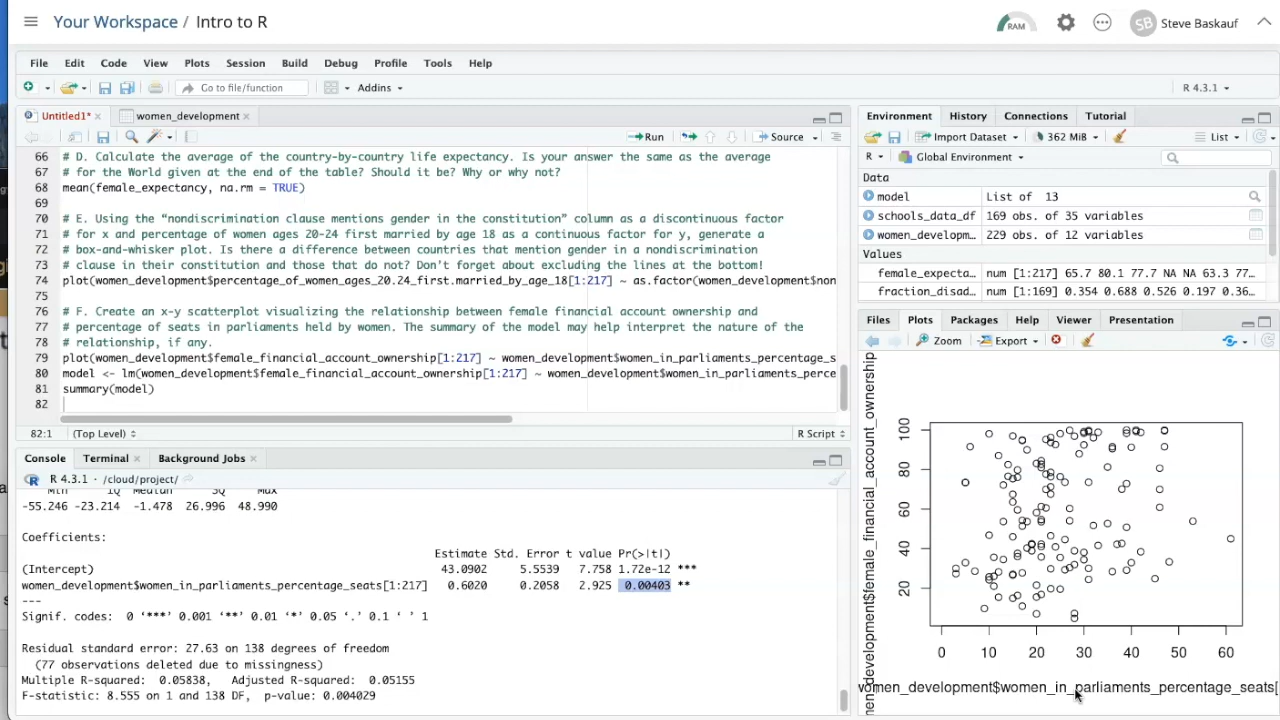 Your Workspace / Intro to R
RAM
SB Steve Baskauf
File Edit Code View Plots Session Build Debug Profile Tools Help
Go to file/function
Addins
R 4.3.1
Untitled1*
women_development
Run
Source
66 # D. Calculate the average of the country-by-country life expectancy. Is your answer the same as the average
67 # for the World given at the end of the table? Should it be? Why or why not?
68 mean(female_expectancy, na.rm = TRUE)
69
70 # E. Using the “nondiscrimination clause mentions gender in the constitution” column as a discontinuous factor
71 # for x and percentage of women ages 20-24 first married by age 18 as a continuous factor for y, generate a
72 # box-and-whisker plot. Is there a difference between countries that mention gender in a nondiscrimination
73 # clause in their constitution and those that do not? Don’t forget about excluding the lines at the bottom!
74 plot(women_development$percentage_of_women_ages_20.24_first.married_by_age_18[1:217] ~ as.factor(women_development$non
75
76 # F. Create an x-y scatterplot visualizing the relationship between female financial account ownership and
77 # percentage of seats in parliaments held by women. The summary of the model may help interpret the nature of the
78 # relationship, if any.
79 plot(women_development$female_financial_account_ownership[1:217] ~ women_development$women_in_parliaments_percentage_s
80 model <- lm(women_development$female_financial_account_ownership[1:217] ~ women_development$women_in_parliaments_perce
81 summary(model)
82
82:1 (Top Level)
R Script
Console Terminal Background Jobs
R 4.3.1 · /cloud/project/
Min 1Q Median 3Q Max
-55.246 -23.214 -1.478 26.996 48.990
Coefficients:
Estimate Std. Error t value Pr(>|t|)
(Intercept) 43.0902 5.5539 7.758 1.72e-12 ***
women_development$women_in_parliaments_percentage_seats[1:217] 0.6020 0.2058 2.925 0.00403 **
---
Signif. codes: 0 ‘***’ 0.001 ‘**’ 0.01 ‘*’ 0.05 ‘.’ 0.1 ‘ ’ 1
Residual standard error: 27.63 on 138 degrees of freedom
(77 observations deleted due to missingness)
Multiple R-squared: 0.05838, Adjusted R-squared: 0.05155
F-statistic: 8.555 on 1 and 138 DF, p-value: 0.004029
Environment History Connections Tutorial
Import Dataset
362 MiB
List
R
Global Environment
Data
model List of 13
schools_data_df 169 obs. of 35 variables
women_developm… 229 obs. of 12 variables
Values
female_expecta… num [1:217] 65.7 80.1 77.7 NA NA 63.3 77…
fraction_disad… num [1:169] 0.354 0.688 0.526 0.197 0.36…
Files Plots Packages Help Viewer Presentation
Zoom
Export
men_development$female_financial_account_ownership
100
80
60
40
20
0 10 20 30 40 50 60
women_development$women_in_parliaments_percentage_seats[